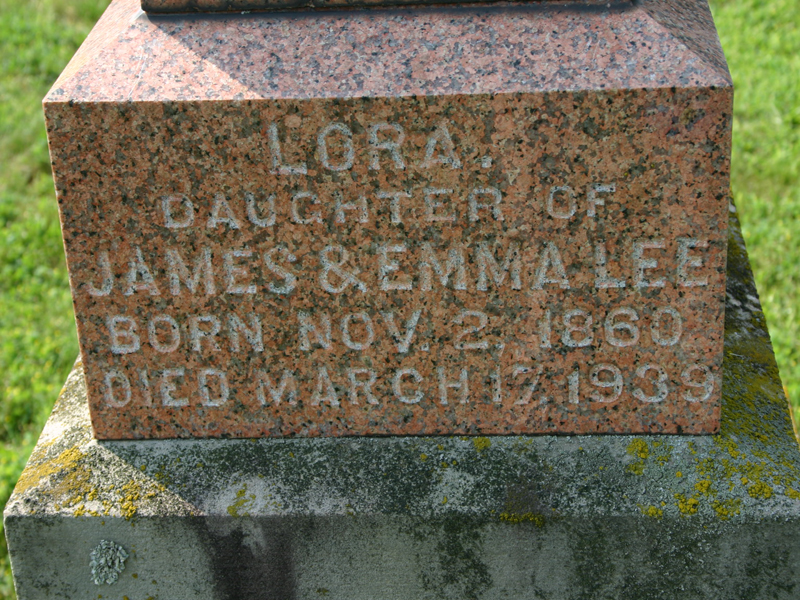 LORA.
DAUGHTER OF
JAMES & EMMA LEE
BORN NOV. 2, 1860
DIED MARCH 17, 1939